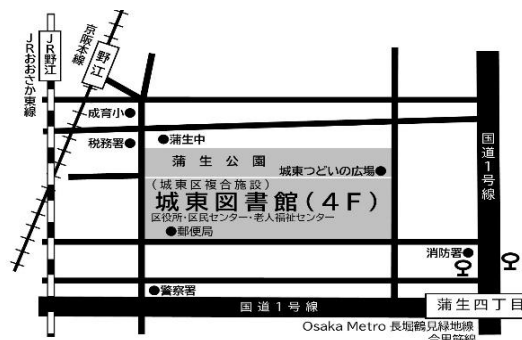 JR野江
JRおおさか東線
京阪本線
野江
成育小●
税務署●
●蒲生中
蒲生公園
城東つどいの広場●
(城東区複合施設)
城東図書館(4F)
区役所・区民センター・老人福祉センター
●郵便局
国道1号線
消防署●
●警察署
国道1号線
蒲生四丁目
Osaka Metro 長堀鶴見緑地線
今里筋線